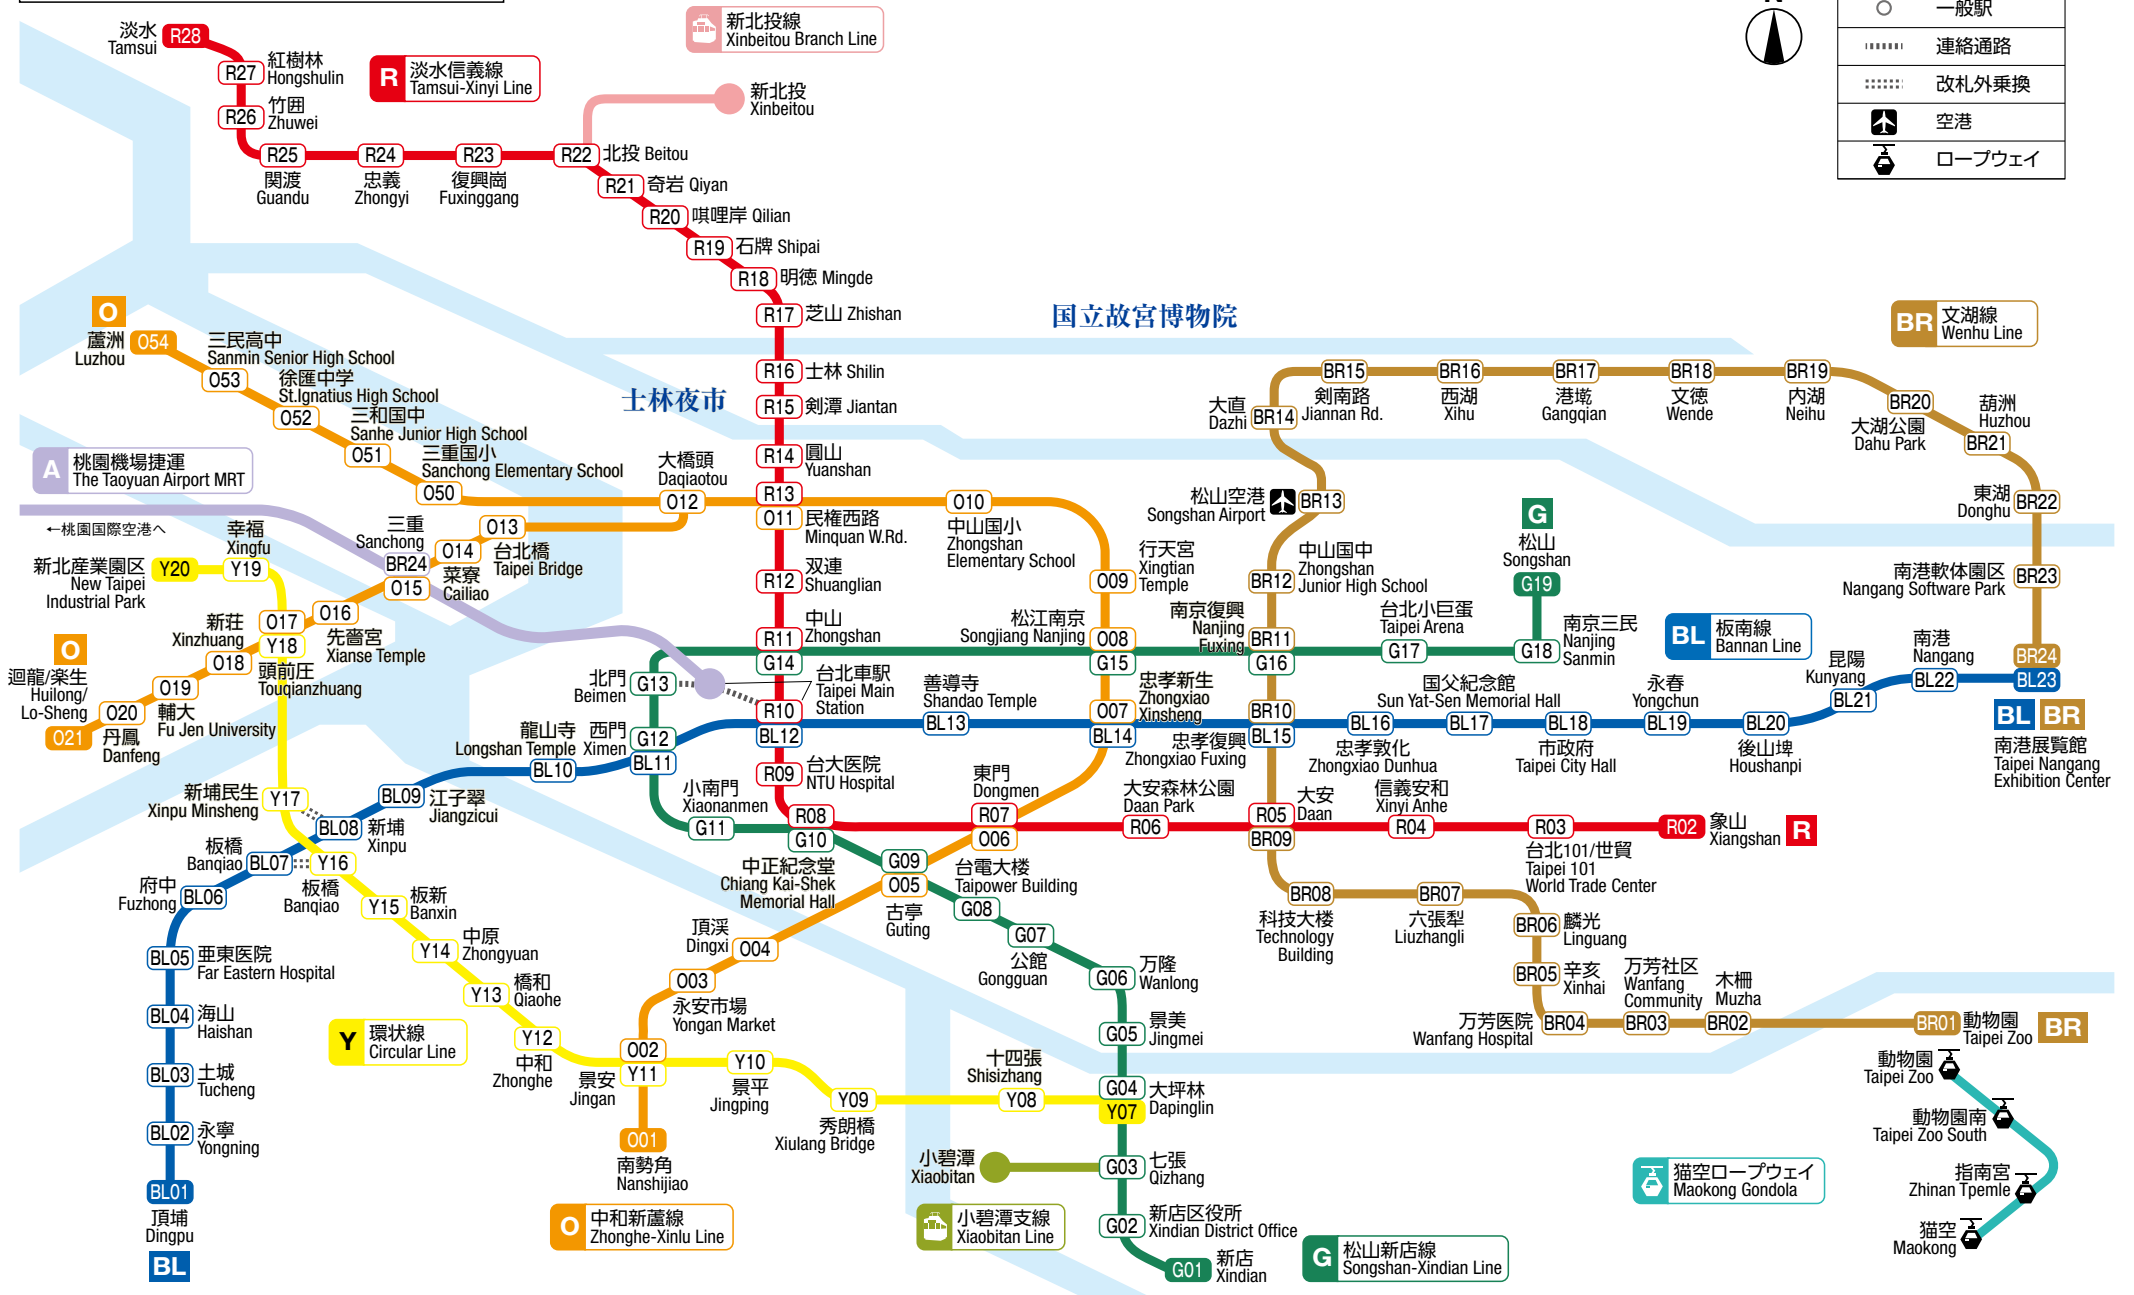 一般駅
連絡通路
改札外乗換
空港
ロープウェイ
淡水
Tamsui
R28
R27
紅樹林
Hongshulin
R26
竹囲
Zhuwei
R
淡水信義線
Tamsui-Xinyi Line
新北投線
Xinbeitou Branch Line
新北投
Xinbeitou
R25
関渡
Guandu
R24
忠義
Zhongyi
R23
復興崗
Fuxinggang
R22
北投 Beitou
R21
奇岩 Qiyan
R20
唭哩岸 Qilian
R19
石牌 Shipai
R18
明徳 Mingde
R17
芝山 Zhishan
R16
士林 Shilin
R15
剣潭 Jiantan
R14
圓山
Yuanshan
R13
O11
民権西路
Minquan W.Rd.
R12
双連
Shuanglian
R11
G14
中山
Zhongshan
台北車駅
Taipei Main
Station
R10
BL12
R09
台大医院
NTU Hospital
R08
G10
中正紀念堂
Chiang Kai-Shek
Memorial Hall
士林夜市
国立故宮博物院
O
蘆洲
Luzhou
O54
三民高中
Sanmin Senior High School
O53
徐匯中学
St.Ignatius High School
O52
三和国中
Sanhe Junior High School
O51
三重国小
Sanchong Elementary School
O50
大橋頭
Daqiaotou
O12
O10
中山国小
Zhongshan
Elementary School
行天宮
Xingtian
Temple
O09
松江南京
Songjiang Nanjing
O08
G15
忠孝新生
Zhongxiao
Xinsheng
O07
BL14
東門
Dongmen
R07
O06
A
桃園機場捷運
The Taoyuan Airport MRT
←桃園国際空港へ
三重
Sanchong
BR24
O15
O13
台北橋
Taipei Bridge
O14
菜寮
Cailiao
新北産業園区
New Taipei
Industrial Park
Y20
幸福
Xingfu
Y19
O16
先嗇宮
Xianse Temple
O17
Y18
頭前圧
Touqianzhuang
新荘
Xinzhuang
O18
O19
輔大
Fu Jen University
O20
丹鳳
Danfeng
O
迴龍/楽生
Huilong/
Lo-Sheng
O21
北門
Beimen
G13
龍山寺
Longshan Temple
BL10
西門
Ximen
G12
BL11
善導寺
Shandao Temple
BL13
小南門
Xiaonanmen
G11
新埔民生
Xinpu Minsheng
Y17
BL09
江子翠
Jiangzicui
BL08
新埔
Xinpu
板橋
Banqiao
BL07
Y16
板橋
Banqiao
府中
Fuzhong
BL06
BL05
亜東医院
Far Eastern Hospital
BL04
海山
Haishan
BL03
土城
Tucheng
BL02
永寧
Yongning
BL01
頂埔
Dingpu
BL
Y15
板新
Banxin
Y14
中原
Zhongyuan
Y13
橋和
Qiaohe
Y12
中和
Zhonghe
Y
環状線
Circular Line
O02
Y11
景安
Jingan
Y10
景平
Jingping
Y09
秀朗橋
Xiulang Bridge
十四張
Shisizhang
Y08
O01
南勢角
Nanshijiao
O
中和新蘆線
Zhonghe-Xinlu Line
O03
永安市場
Yongan Market
頂渓
Dingxi
O04
G09
O05
古亭
Guting
台電大楼
Taipower Building
G08
G07
公館
Gongguan
G06
万隆
Wanlong
G05
景美
Jingmei
G04
Y07
大坪林
Dapinglin
小碧潭
Xiaobitan
G03
七張
Qizhang
G02
新店区役所
Xindian District Office
G01
新店
Xindian
小碧潭支線
Xiaobitan Line
G
松山新店線
Songshan-Xindian Line
BR
文湖線
Wenhu Line
大直
Dazhi
BR14
BR15
剣南路
Jiannan Rd.
BR16
西湖
Xihu
BR17
港墘
Gangqian
BR18
文徳
Wende
BR19
内湖
Neihu
BR20
大湖公園
Dahu Park
葫洲
Huzhou
BR21
東湖
Donghu
BR22
南港軟体園区
Nangang Software Park
BR23
BR24
BL23
BL BR
南港展覧館
Taipei Nangang
Exhibition Center
松山空港
Songshan Airport
BR13
中山国中
Zhongshan
Junior High School
BR12
南京復興
Nanjing
Fuxing
BR11
G16
台北小巨蛋
Taipei Arena
G17
G
松山
Songshan
G19
G18
南京三民
Nanjing
Sanmin
BL
板南線
Bannan Line
忠孝復興
Zhongxiao Fuxing
BR10
BL15
BL16
忠孝敦化
Zhongxiao Dunhua
国父紀念館
Sun Yat-Sen Memorial Hall
BL17
BL18
市政府
Taipei City Hall
永春
Yongchun
BL19
BL20
後山埤
Houshanpi
昆陽
Kunyang
BL21
南港
Nangang
BL22
大安森林公園
Daan Park
R06
大安
Daan
R05
BR09
信義安和
Xinyi Anhe
R04
R03
台北101/世貿
Taipei 101
World Trade Center
R02
象山
Xiangshan
R
BR08
科技大楼
Technology
Building
BR07
六張犁
Liuzhangli
BR06
麟光
Linguang
BR05
辛亥
Xinhai
万芳医院
Wanfang Hospital
BR04
万芳社区
Wanfang
Community
BR03
木柵
Muzha
BR02
BR01
動物園
Taipei Zoo
BR
動物園
Taipei Zoo
動物園南
Taipei Zoo South
指南宮
Zhinan Tpemle
猫空
Maokong
猫空ロープウェイ
Maokong Gondola